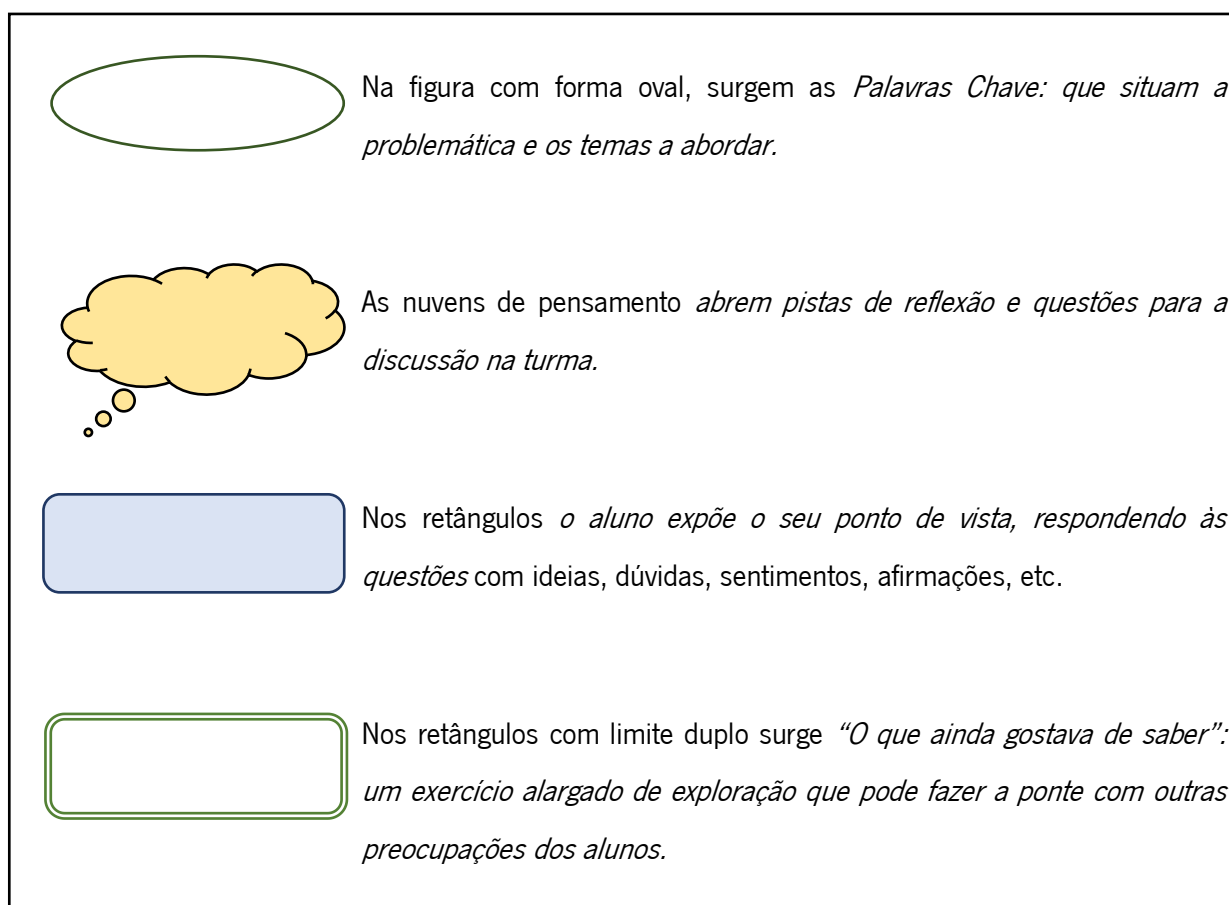 Na figura com forma oval, surgem as Palavras Chave: que situam a
problemática e os temas a abordar.
As nuvens de pensamento abrem pistas de reflexão e questões para a
discussão na turma.
Nos retângulos o aluno expõe o seu ponto de vista, respondendo às
questões com ideias, dúvidas, sentimentos, afirmações, etc.
Nos retângulos com limite duplo surge “O que ainda gostava de saber”:
um exercício alargado de exploração que pode fazer a ponte com outras
preocupações dos alunos.